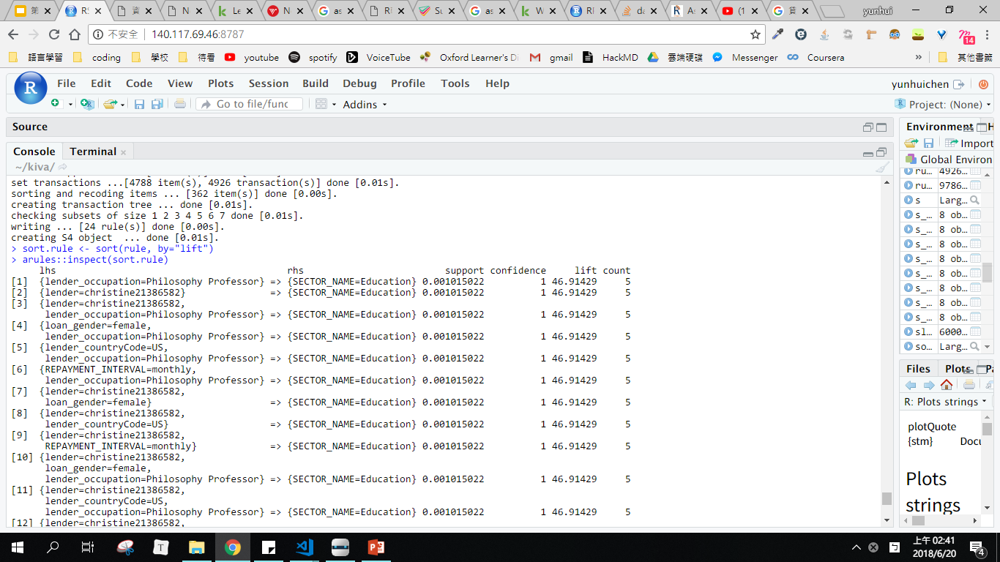 第
RS
資
N
Le
N
as
RI
Su
as
W
RI
da
As
(1
貨
yunhui
不安全 | 140.117.69.46:8787
14
語言學習 coding 學校 待看 youtube spotify VoiceTube Oxford Learner's Di gmail HackMD 雲端硬碟 Messenger Coursera » 其他書籤
R File Edit Code View Plots Session Build Debug Profile Tools Help yunhuichen
Go to file/func Addins Project: (None)
Source
Console Terminal
~/kiva/
set transactions ...[4788 item(s), 4926 transaction(s)] done [0.01s].
sorting and recoding items ... [362 item(s)] done [0.00s].
creating transaction tree ... done [0.01s].
checking subsets of size 1 2 3 4 5 6 7 done [0.01s].
writing ... [24 rule(s)] done [0.00s].
creating S4 object  ... done [0.01s].
> sort.rule <- sort(rule, by="lift")
> arules::inspect(sort.rule)
lhs rhs support confidence lift count
[1] {lender_occupation=Philosophy Professor} => {SECTOR_NAME=Education} 0.001015022 1 46.91429 5
[2] {lender=christine21386582} => {SECTOR_NAME=Education} 0.001015022 1 46.91429 5
[3] {lender=christine21386582,
lender_occupation=Philosophy Professor} => {SECTOR_NAME=Education} 0.001015022 1 46.91429 5
[4] {loan_gender=female,
lender_occupation=Philosophy Professor} => {SECTOR_NAME=Education} 0.001015022 1 46.91429 5
[5] {lender_countryCode=US,
lender_occupation=Philosophy Professor} => {SECTOR_NAME=Education} 0.001015022 1 46.91429 5
[6] {REPAYMENT_INTERVAL=monthly,
lender_occupation=Philosophy Professor} => {SECTOR_NAME=Education} 0.001015022 1 46.91429 5
[7] {lender=christine21386582,
loan_gender=female} => {SECTOR_NAME=Education} 0.001015022 1 46.91429 5
[8] {lender=christine21386582,
lender_countryCode=US} => {SECTOR_NAME=Education} 0.001015022 1 46.91429 5
[9] {lender=christine21386582,
REPAYMENT_INTERVAL=monthly} => {SECTOR_NAME=Education} 0.001015022 1 46.91429 5
[10] {lender=christine21386582,
loan_gender=female,
lender_occupation=Philosophy Professor} => {SECTOR_NAME=Education} 0.001015022 1 46.91429 5
[11] {lender=christine21386582,
lender_countryCode=US,
lender_occupation=Philosophy Professor} => {SECTOR_NAME=Education} 0.001015022 1 46.91429 5
[12] {lender=christine21386582,
Environment H
Import
Global Environ
ru... 4926...
ru... 9786...
s Larg...
s_... 8 ob...
s_... 8 ob...
s_... 8 ob...
s_... 8 ob...
s_... 8 ob...
s_... 8 ob...
s_... 8 ob...
s_... 8 ob...
sl... 6000...
so... Larg...
Files Plots Pa
R: Plots strings
plotQuote
{stm} Docu
Plots
strings
上午 02:41
2018/6/20
4